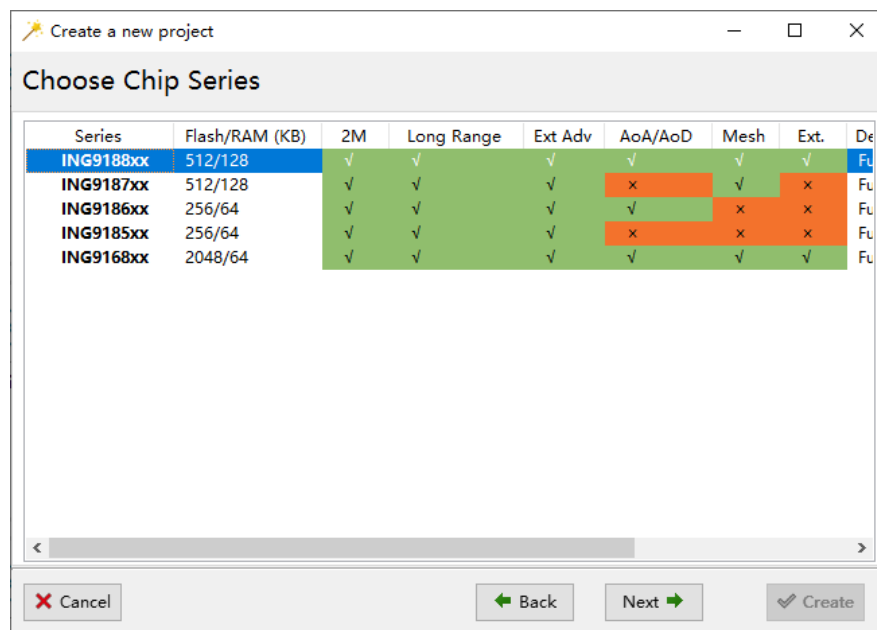 Create a new project
Choose Chip Series
Series Flash/RAM (KB) 2M Long Range Ext Adv AoA/AoD Mesh Ext. De
ING9188xx 512/128 √ √ √ √ √ √ Fu
ING9187xx 512/128 √ √ √ × √ × Fu
ING9186xx 256/64 √ √ √ √ × × Fu
ING9185xx 256/64 √ √ √ × × × Fu
ING9168xx 2048/64 √ √ √ √ √ √ Fu
Cancel Back Next Create